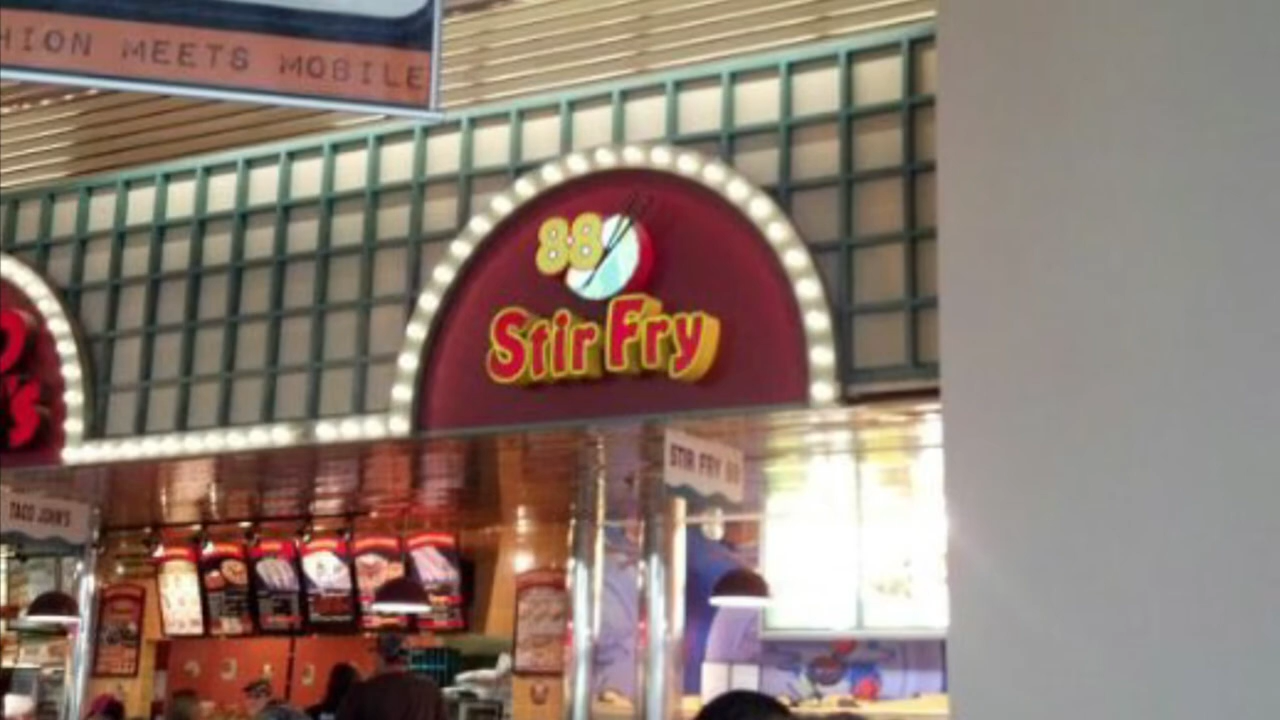 HION MEETS MOBILE
88
Stir Fry
'S
STIR FRY 88
TACO JOHN'S